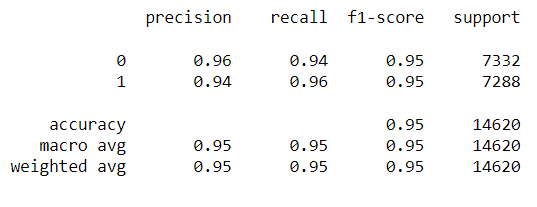 precision recall f1-score support
0 0.96 0.94 0.95 7332
1 0.94 0.96 0.95 7288
accuracy 0.95 14620
macro avg 0.95 0.95 0.95 14620
weighted avg 0.95 0.95 0.95 14620